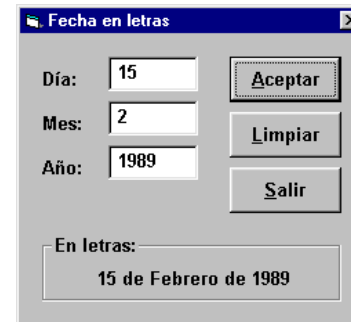 Fecha en letras
Día: 15
Aceptar
Mes: 2
Limpiar
Año: 1989
Salir
En letras:
15 de Febrero de 1989